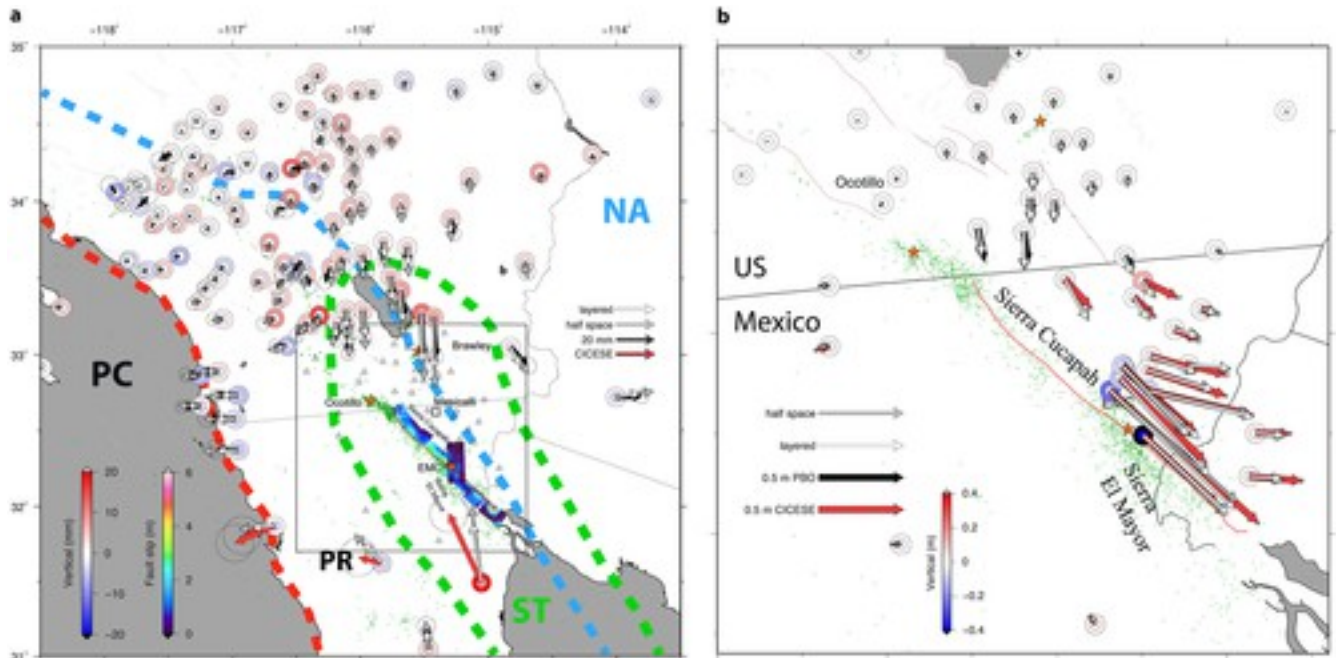 a
-118°
-117°
-116°
-115°
-114°
35°
34°
33°
32°
NA
PC
PR
ST
layered
half space
20 mm
CICESE
Brawley
Mexicali
Ocotillo
EMC
Vertical (mm)
20
10
0
-10
-20
Fault slip (m)
6
4
2
0
b
Ocotillo
US
Mexico
Sierra Cucapah
Sierra
El Mayor
half space
layered
0.5 m PBO
0.5 m CICESE
Vertical (m)
0.4
0.2
0.0
-0.2
-0.4